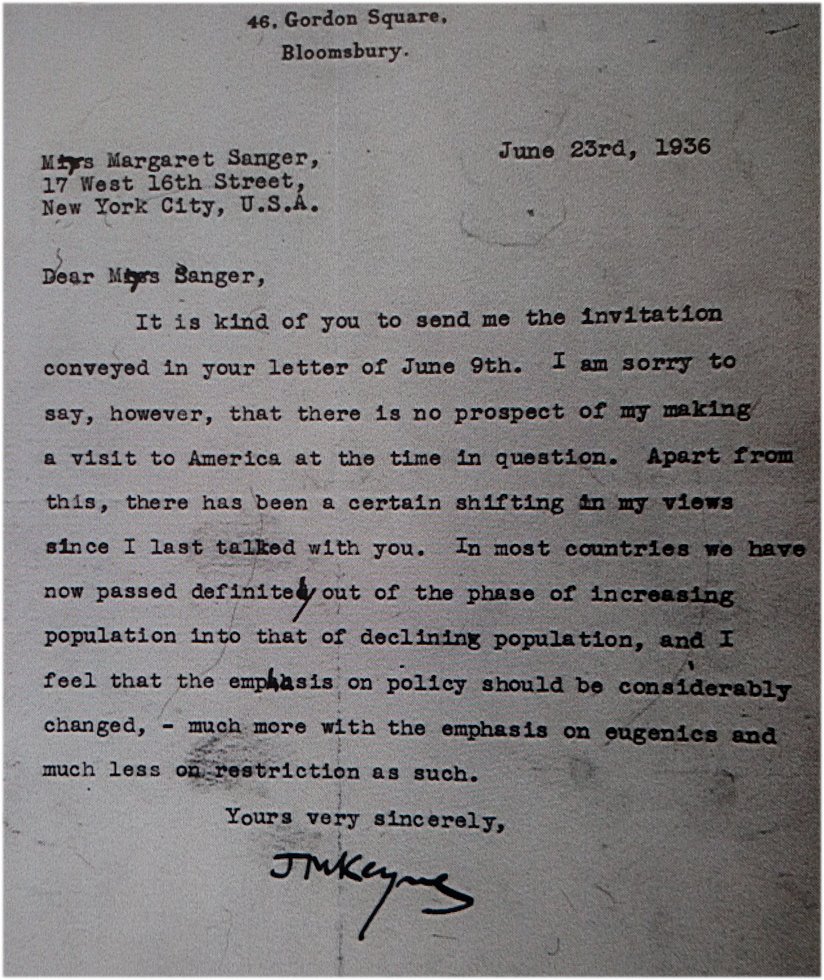 46, Gordon Square,
Bloomsbury.
June 23rd, 1936
Mrs Margaret Sanger,
17 West 16th Street,
New York City, U.S.A.
Dear Mrs Sanger,
It is kind of you to send me the invitation
conveyed in your letter of June 9th. I am sorry to
say, however, that there is no prospect of my making
a visit to America at the time in question. Apart from
this, there has been a certain shifting in my views
since I last talked with you. In most countries we have
now passed definitely out of the phase of increasing
population into that of declining population, and I
feel that the emphasis on policy should be considerably
changed, - much more with the emphasis on eugenics and
much less on restriction as such.
Yours very sincerely,
JMKeynes